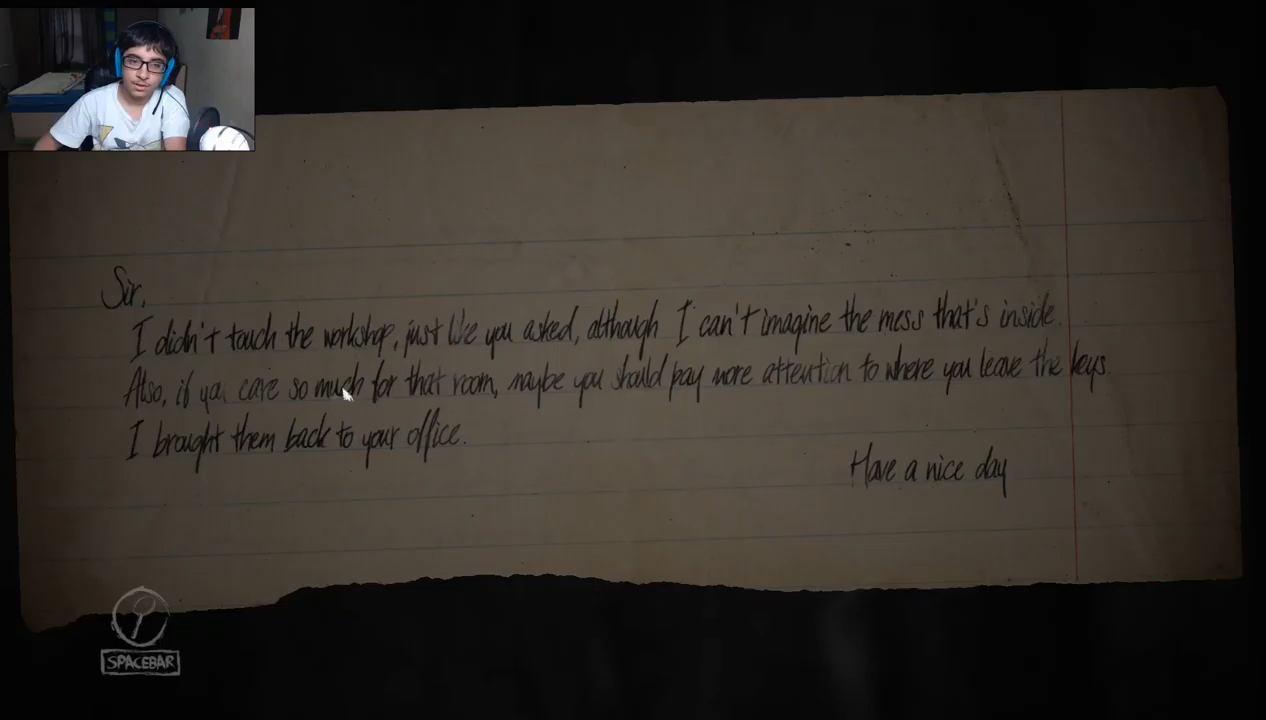 Sir,
I didn't touch the workshop, just like you asked, although I can't imagine the mess that's inside.
Also, if you care so much for that room, maybe you should pay more attention to where you leave the keys
I brought them back to your office.
Have a nice day
SPACEBAR